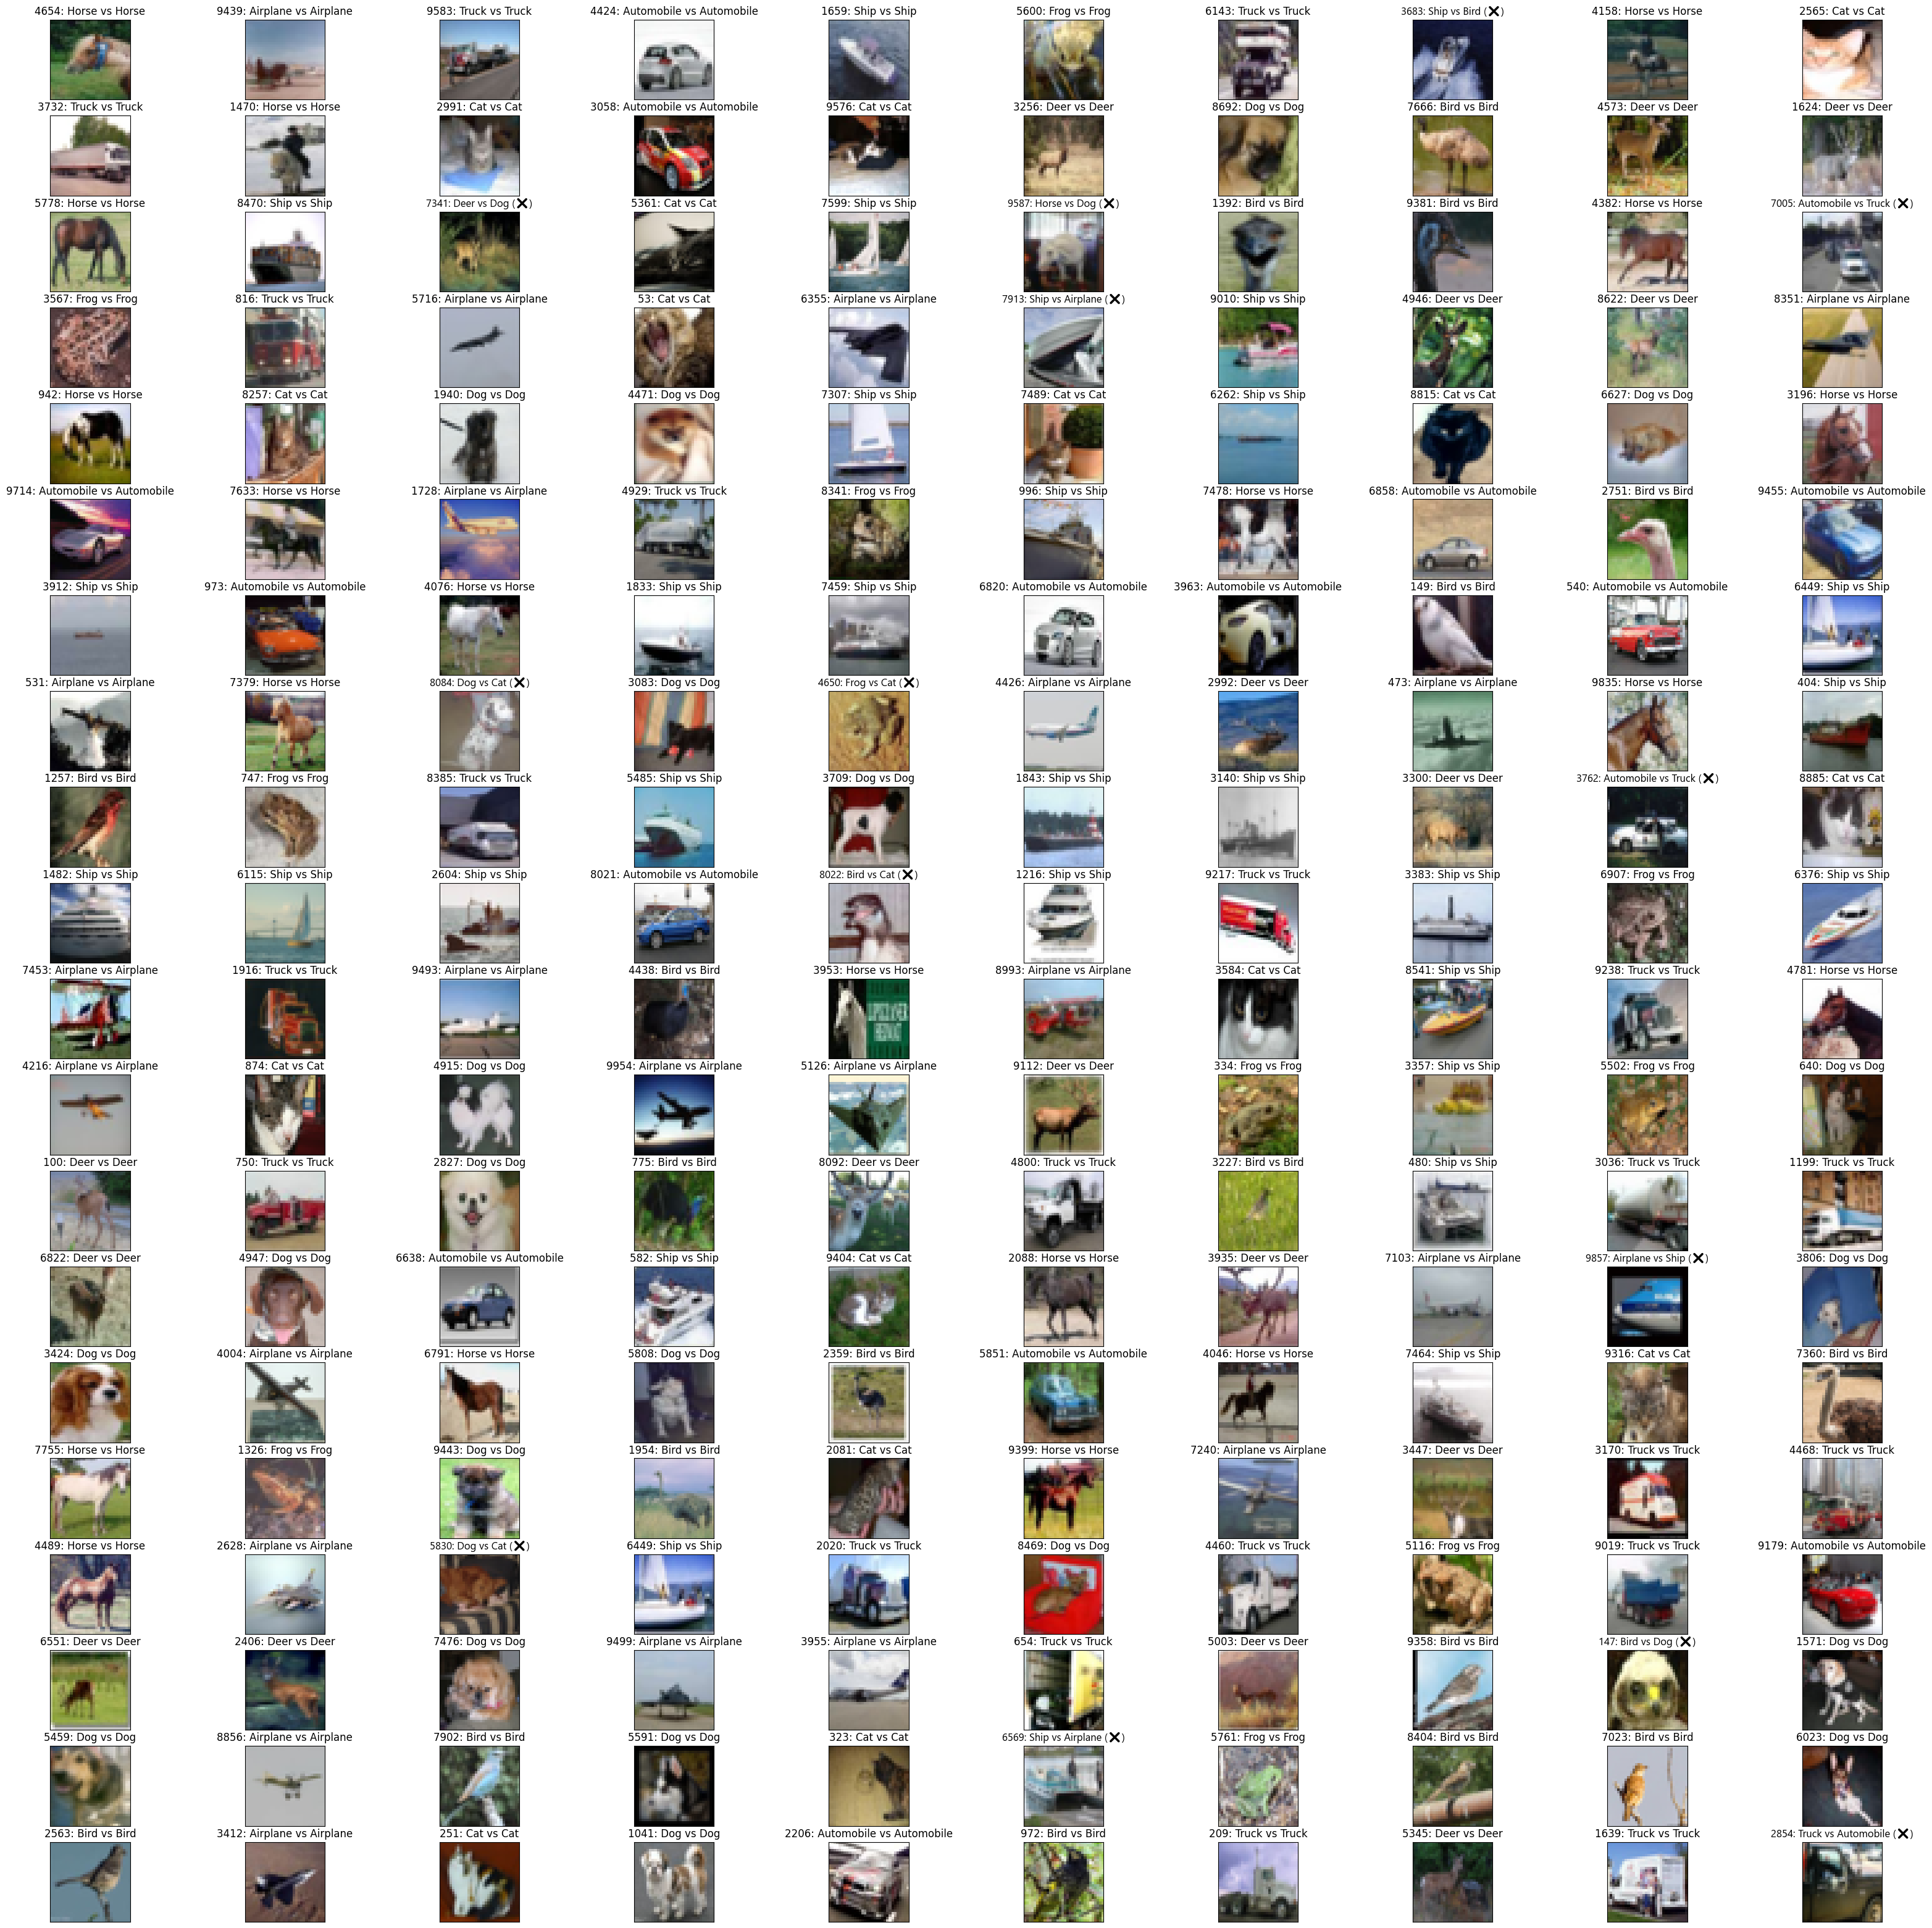 4654: Horse vs Horse 9439: Airplane vs Airplane 9583: Truck vs Truck 4424: Automobile vs Automobile 1659: Ship vs Ship 5600: Frog vs Frog 6143: Truck vs Truck 3683: Ship vs Bird (❌) 4158: Horse vs Horse 2565: Cat vs Cat
3732: Truck vs Truck 1470: Horse vs Horse 2991: Cat vs Cat 3058: Automobile vs Automobile 9576: Cat vs Cat 3256: Deer vs Deer 8692: Dog vs Dog 7666: Bird vs Bird 4573: Deer vs Deer 1624: Deer vs Deer
5778: Horse vs Horse 8470: Ship vs Ship 7341: Deer vs Dog (❌) 5361: Cat vs Cat 7599: Ship vs Ship 9587: Horse vs Dog (❌) 1392: Bird vs Bird 9381: Bird vs Bird 4382: Horse vs Horse 7005: Automobile vs Truck (❌)
3567: Frog vs Frog 816: Truck vs Truck 5716: Airplane vs Airplane 53: Cat vs Cat 6355: Airplane vs Airplane 7913: Ship vs Airplane (❌) 9010: Ship vs Ship 4946: Deer vs Deer 8622: Deer vs Deer 8351: Airplane vs Airplane
942: Horse vs Horse 8257: Cat vs Cat 1940: Dog vs Dog 4471: Dog vs Dog 7307: Ship vs Ship 7489: Cat vs Cat 6262: Ship vs Ship 8815: Cat vs Cat 6627: Dog vs Dog 3196: Horse vs Horse
9714: Automobile vs Automobile 7633: Horse vs Horse 1728: Airplane vs Airplane 4929: Truck vs Truck 8341: Frog vs Frog 996: Ship vs Ship 7478: Horse vs Horse 6858: Automobile vs Automobile 2751: Bird vs Bird 9455: Automobile vs Automobile
3912: Ship vs Ship 973: Automobile vs Automobile 4076: Horse vs Horse 1833: Ship vs Ship 7459: Ship vs Ship 6820: Automobile vs Automobile 3963: Automobile vs Automobile 149: Bird vs Bird 540: Automobile vs Automobile 6449: Ship vs Ship
531: Airplane vs Airplane 7379: Horse vs Horse 8084: Dog vs Cat (❌) 3083: Dog vs Dog 4650: Frog vs Cat (❌) 4426: Airplane vs Airplane 2992: Deer vs Deer 473: Airplane vs Airplane 9835: Horse vs Horse 404: Ship vs Ship
1257: Bird vs Bird 747: Frog vs Frog 8385: Truck vs Truck 5485: Ship vs Ship 3709: Dog vs Dog 1843: Ship vs Ship 3140: Ship vs Ship 3300: Deer vs Deer 3762: Automobile vs Truck (❌) 8885: Cat vs Cat
1482: Ship vs Ship 6115: Ship vs Ship 2604: Ship vs Ship 8021: Automobile vs Automobile 8022: Bird vs Cat (❌) 1216: Ship vs Ship 9217: Truck vs Truck 3383: Ship vs Ship 6907: Frog vs Frog 6376: Ship vs Ship
7453: Airplane vs Airplane 1916: Truck vs Truck 9493: Airplane vs Airplane 4438: Bird vs Bird 3953: Horse vs Horse 8993: Airplane vs Airplane 3584: Cat vs Cat 8541: Ship vs Ship 9238: Truck vs Truck 4781: Horse vs Horse
4216: Airplane vs Airplane 874: Cat vs Cat 4915: Dog vs Dog 9954: Airplane vs Airplane 5126: Airplane vs Airplane 9112: Deer vs Deer 334: Frog vs Frog 3357: Ship vs Ship 5502: Frog vs Frog 640: Dog vs Dog
100: Deer vs Deer 750: Truck vs Truck 2827: Dog vs Dog 775: Bird vs Bird 8092: Deer vs Deer 4800: Truck vs Truck 3227: Bird vs Bird 480: Ship vs Ship 3036: Truck vs Truck 1199: Truck vs Truck
6822: Deer vs Deer 4947: Dog vs Dog 6638: Automobile vs Automobile 582: Ship vs Ship 9404: Cat vs Cat 2088: Horse vs Horse 3935: Deer vs Deer 7103: Airplane vs Airplane 9857: Airplane vs Ship (❌) 3806: Dog vs Dog
3424: Dog vs Dog 4004: Airplane vs Airplane 6791: Horse vs Horse 5808: Dog vs Dog 2359: Bird vs Bird 5851: Automobile vs Automobile 4046: Horse vs Horse 7464: Ship vs Ship 9316: Cat vs Cat 7360: Bird vs Bird
7755: Horse vs Horse 1326: Frog vs Frog 9443: Dog vs Dog 1954: Bird vs Bird 2081: Cat vs Cat 9399: Horse vs Horse 7240: Airplane vs Airplane 3447: Deer vs Deer 3170: Truck vs Truck 4468: Truck vs Truck
4489: Horse vs Horse 2628: Airplane vs Airplane 5830: Dog vs Cat (❌) 6449: Ship vs Ship 2020: Truck vs Truck 8469: Dog vs Dog 4460: Truck vs Truck 5116: Frog vs Frog 9019: Truck vs Truck 9179: Automobile vs Automobile
6551: Deer vs Deer 2406: Deer vs Deer 7476: Dog vs Dog 9499: Airplane vs Airplane 3955: Airplane vs Airplane 654: Truck vs Truck 5003: Deer vs Deer 9358: Bird vs Bird 147: Bird vs Dog (❌) 1571: Dog vs Dog
5459: Dog vs Dog 8856: Airplane vs Airplane 7902: Bird vs Bird 5591: Dog vs Dog 323: Cat vs Cat 6569: Ship vs Airplane (❌) 5761: Frog vs Frog 8404: Bird vs Bird 7023: Bird vs Bird 6023: Dog vs Dog
2563: Bird vs Bird 3412: Airplane vs Airplane 251: Cat vs Cat 1041: Dog vs Dog 2206: Automobile vs Automobile 972: Bird vs Bird 209: Truck vs Truck 5345: Deer vs Deer 1639: Truck vs Truck 2854: Truck vs Automobile (❌)